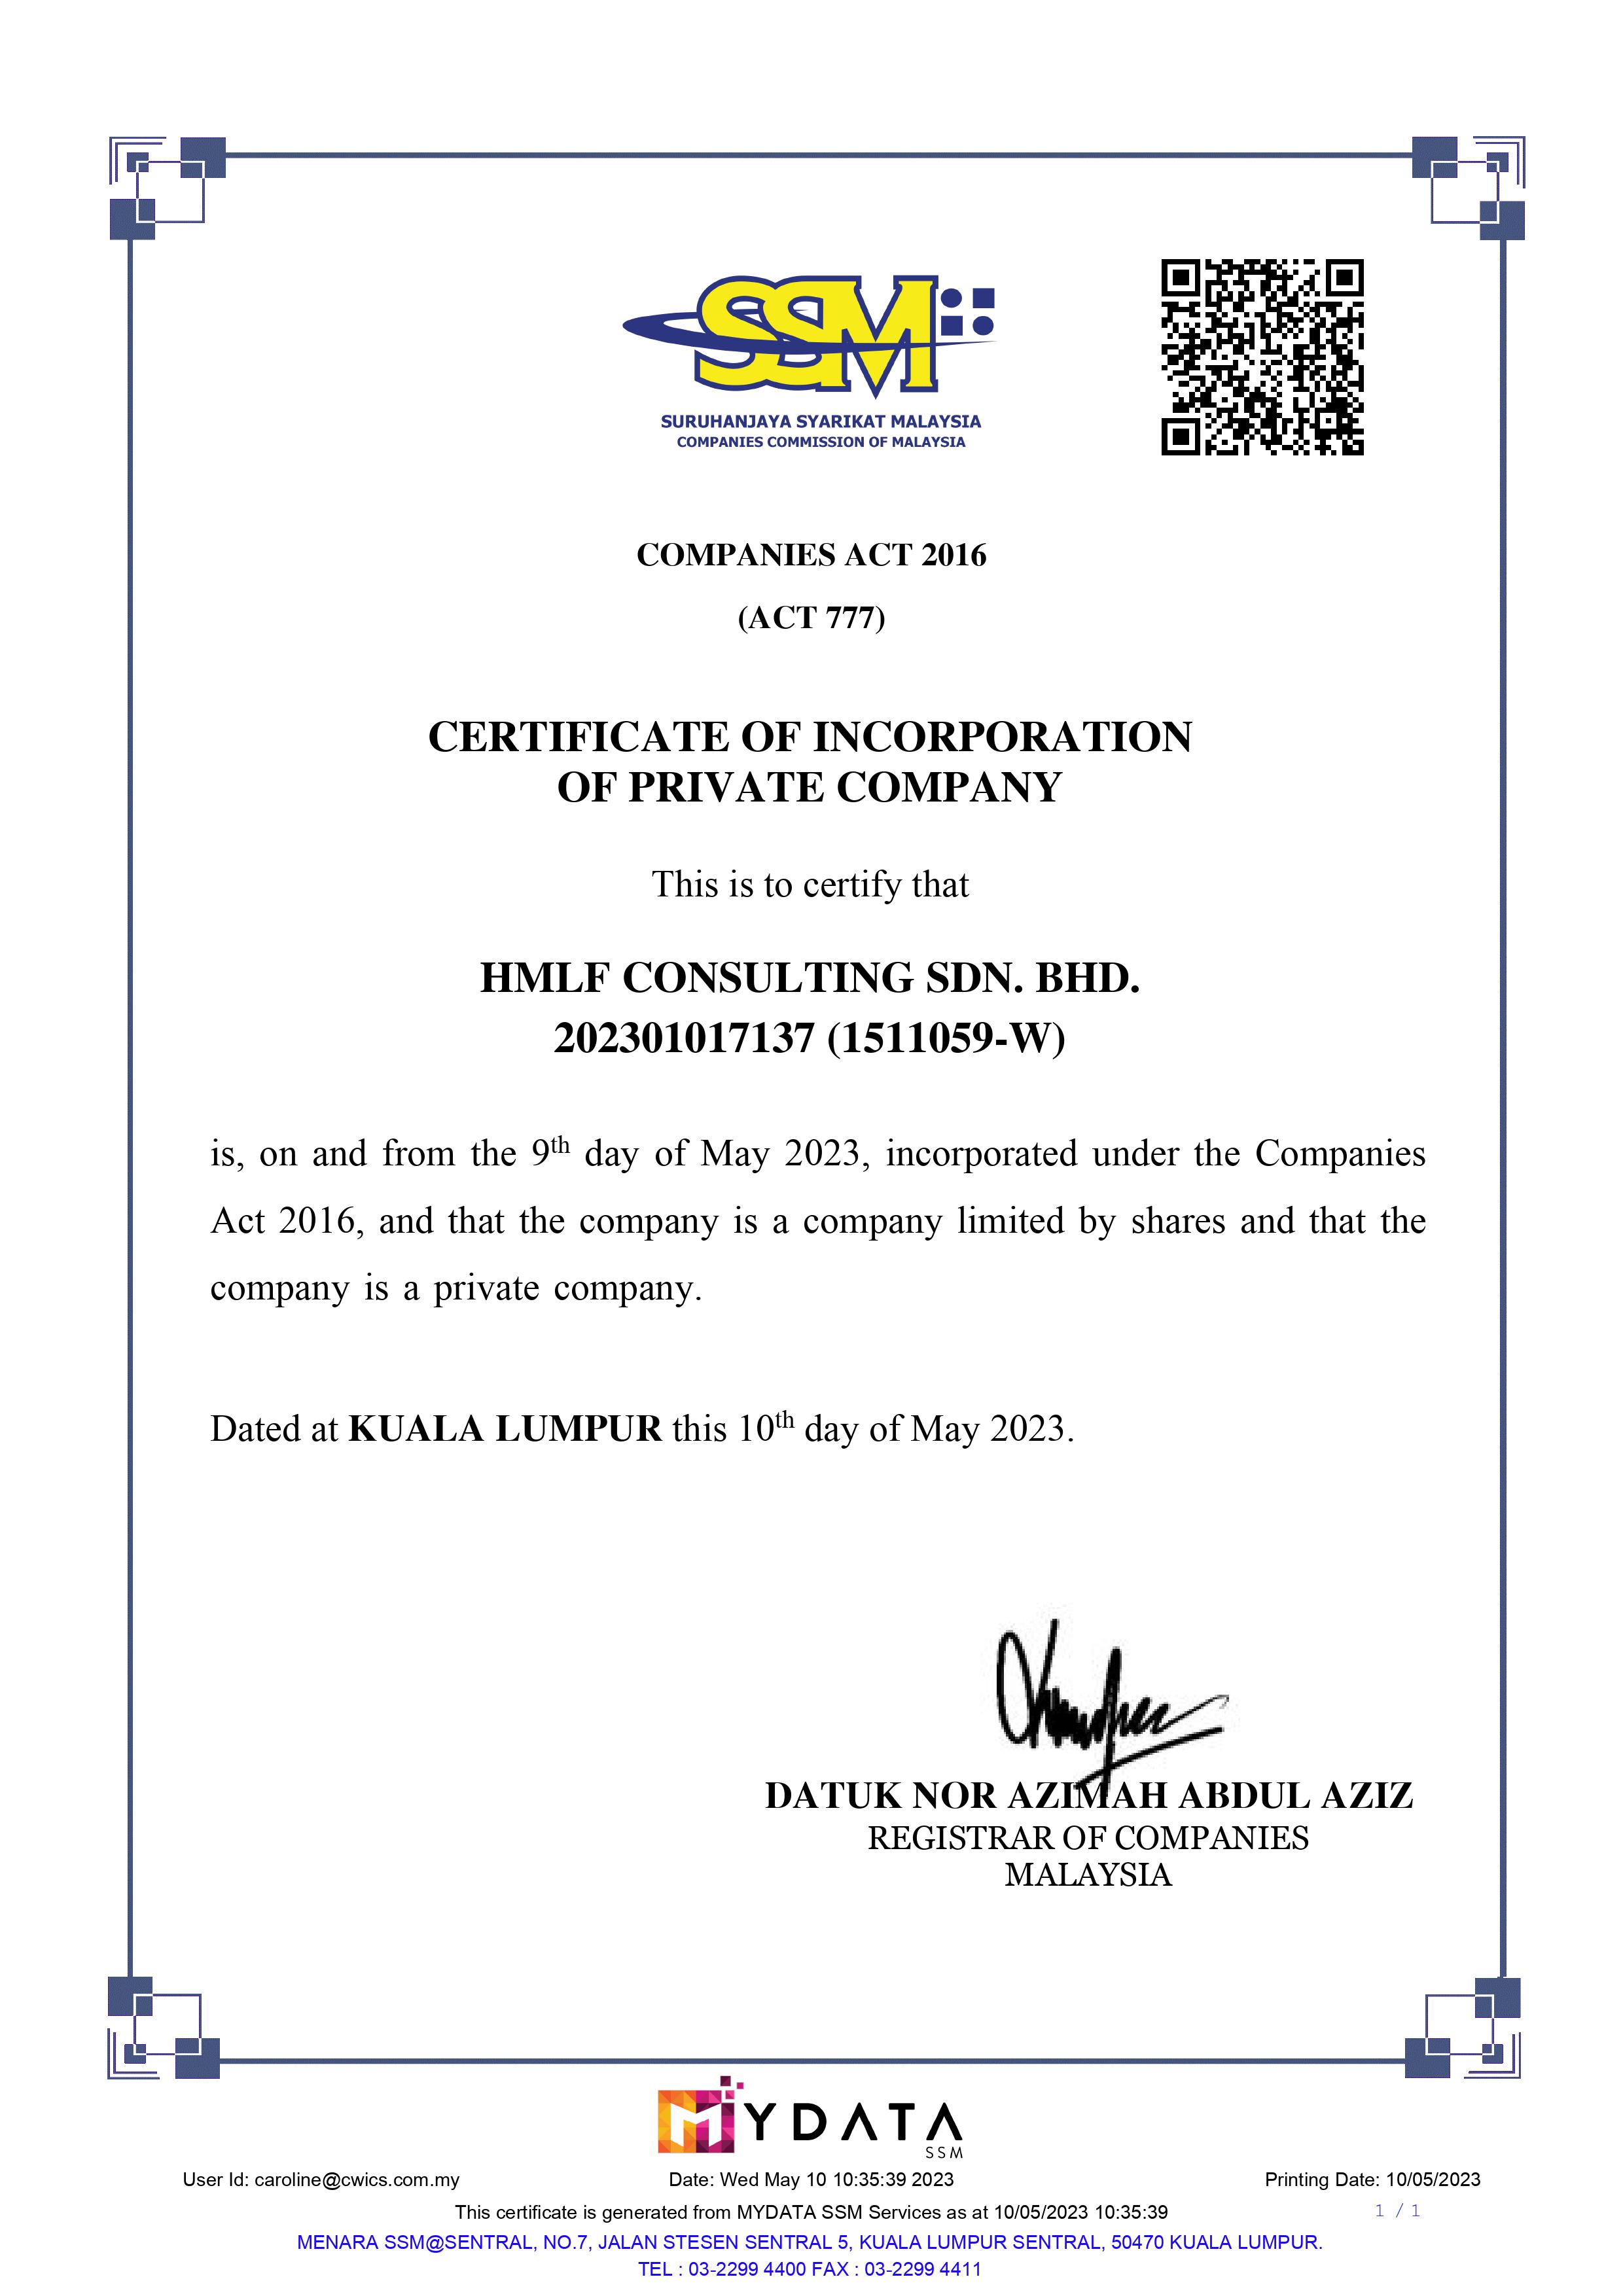 SSM
SURUHANJAYA SYARIKAT MALAYSIA
COMPANIES COMMISSION OF MALAYSIA
COMPANIES ACT 2016
(ACT 777)
CERTIFICATE OF INCORPORATION
OF PRIVATE COMPANY
This is to certify that
HMLF CONSULTING SDN. BHD.
202301017137 (1511059-W)
is, on and from the 9th day of May 2023, incorporated under the Companies
Act 2016, and that the company is a company limited by shares and that the
company is a private company.
Dated at KUALA LUMPUR this 10th day of May 2023.
DATUK NOR AZIMAH ABDUL AZIZ
REGISTRAR OF COMPANIES
MALAYSIA
MYDATA
SSM
User Id: caroline@cwics.com.my Date: Wed May 10 10:35:39 2023 Printing Date: 10/05/2023
This certificate is generated from MYDATA SSM Services as at 10/05/2023 10:35:39 1 / 1
MENARA SSM@SENTRAL, NO.7, JALAN STESEN SENTRAL 5, KUALA LUMPUR SENTRAL, 50470 KUALA LUMPUR.
TEL : 03-2299 4400 FAX : 03-2299 4411